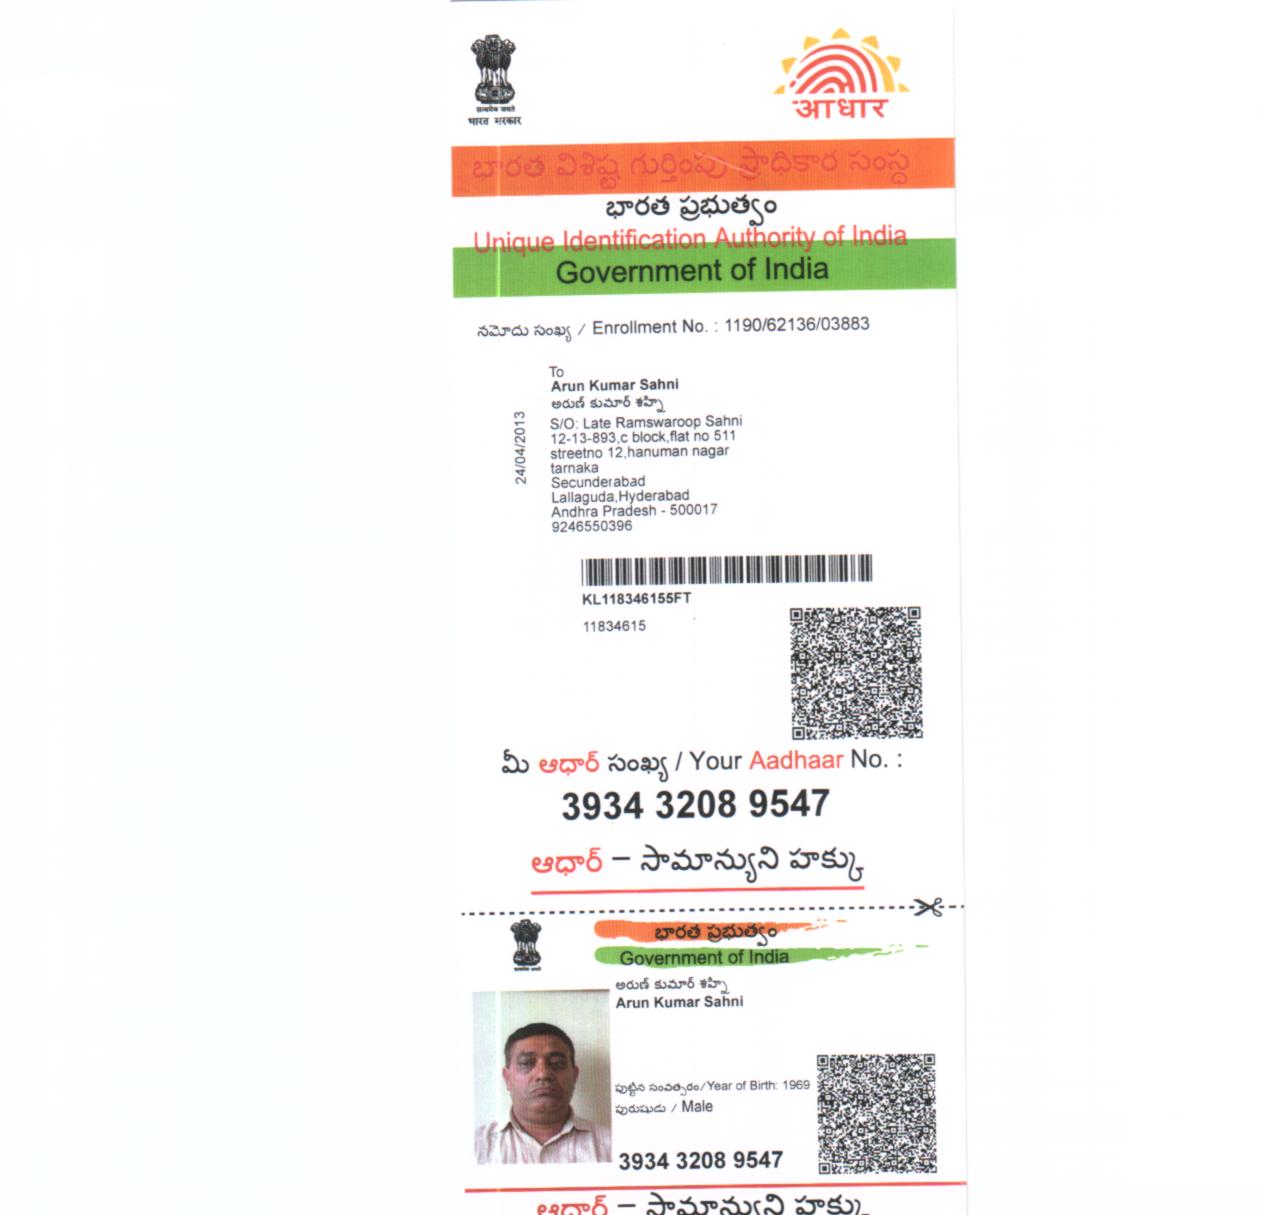 सत्यमेव जयते
भारत सरकार
आधार
భారత విశిష్ట గుర్తింపు ప్రాధికార సంస్థ
భారత ప్రభుత్వం
Unique Identification Authority of India
Government of India
నమోదు సంఖ్య / Enrollment No. : 1190/62136/03883
To
Arun Kumar Sahni
అరుణ్ కుమార్ శహ్ని
S/O: Late Ramswaroop Sahni
12-13-893,c block,flat no 511
streetno 12,hanuman nagar
tarnaka
Secunderabad
Lallaguda,Hyderabad
Andhra Pradesh - 500017
9246550396
24/04/2013
KL118346155FT
11834615
మీ ఆధార్ సంఖ్య / Your Aadhaar No. :
3934 3208 9547
ఆధార్ – సామాన్యుని హక్కు
భారత ప్రభుత్వం
Government of India
అరుణ్ కుమార్ శహ్ని
Arun Kumar Sahni
పుట్టిన సంవత్సరం/Year of Birth: 1969
పురుషుడు / Male
3934 3208 9547
ఆధార్ – సామాన్యుని హక్కు